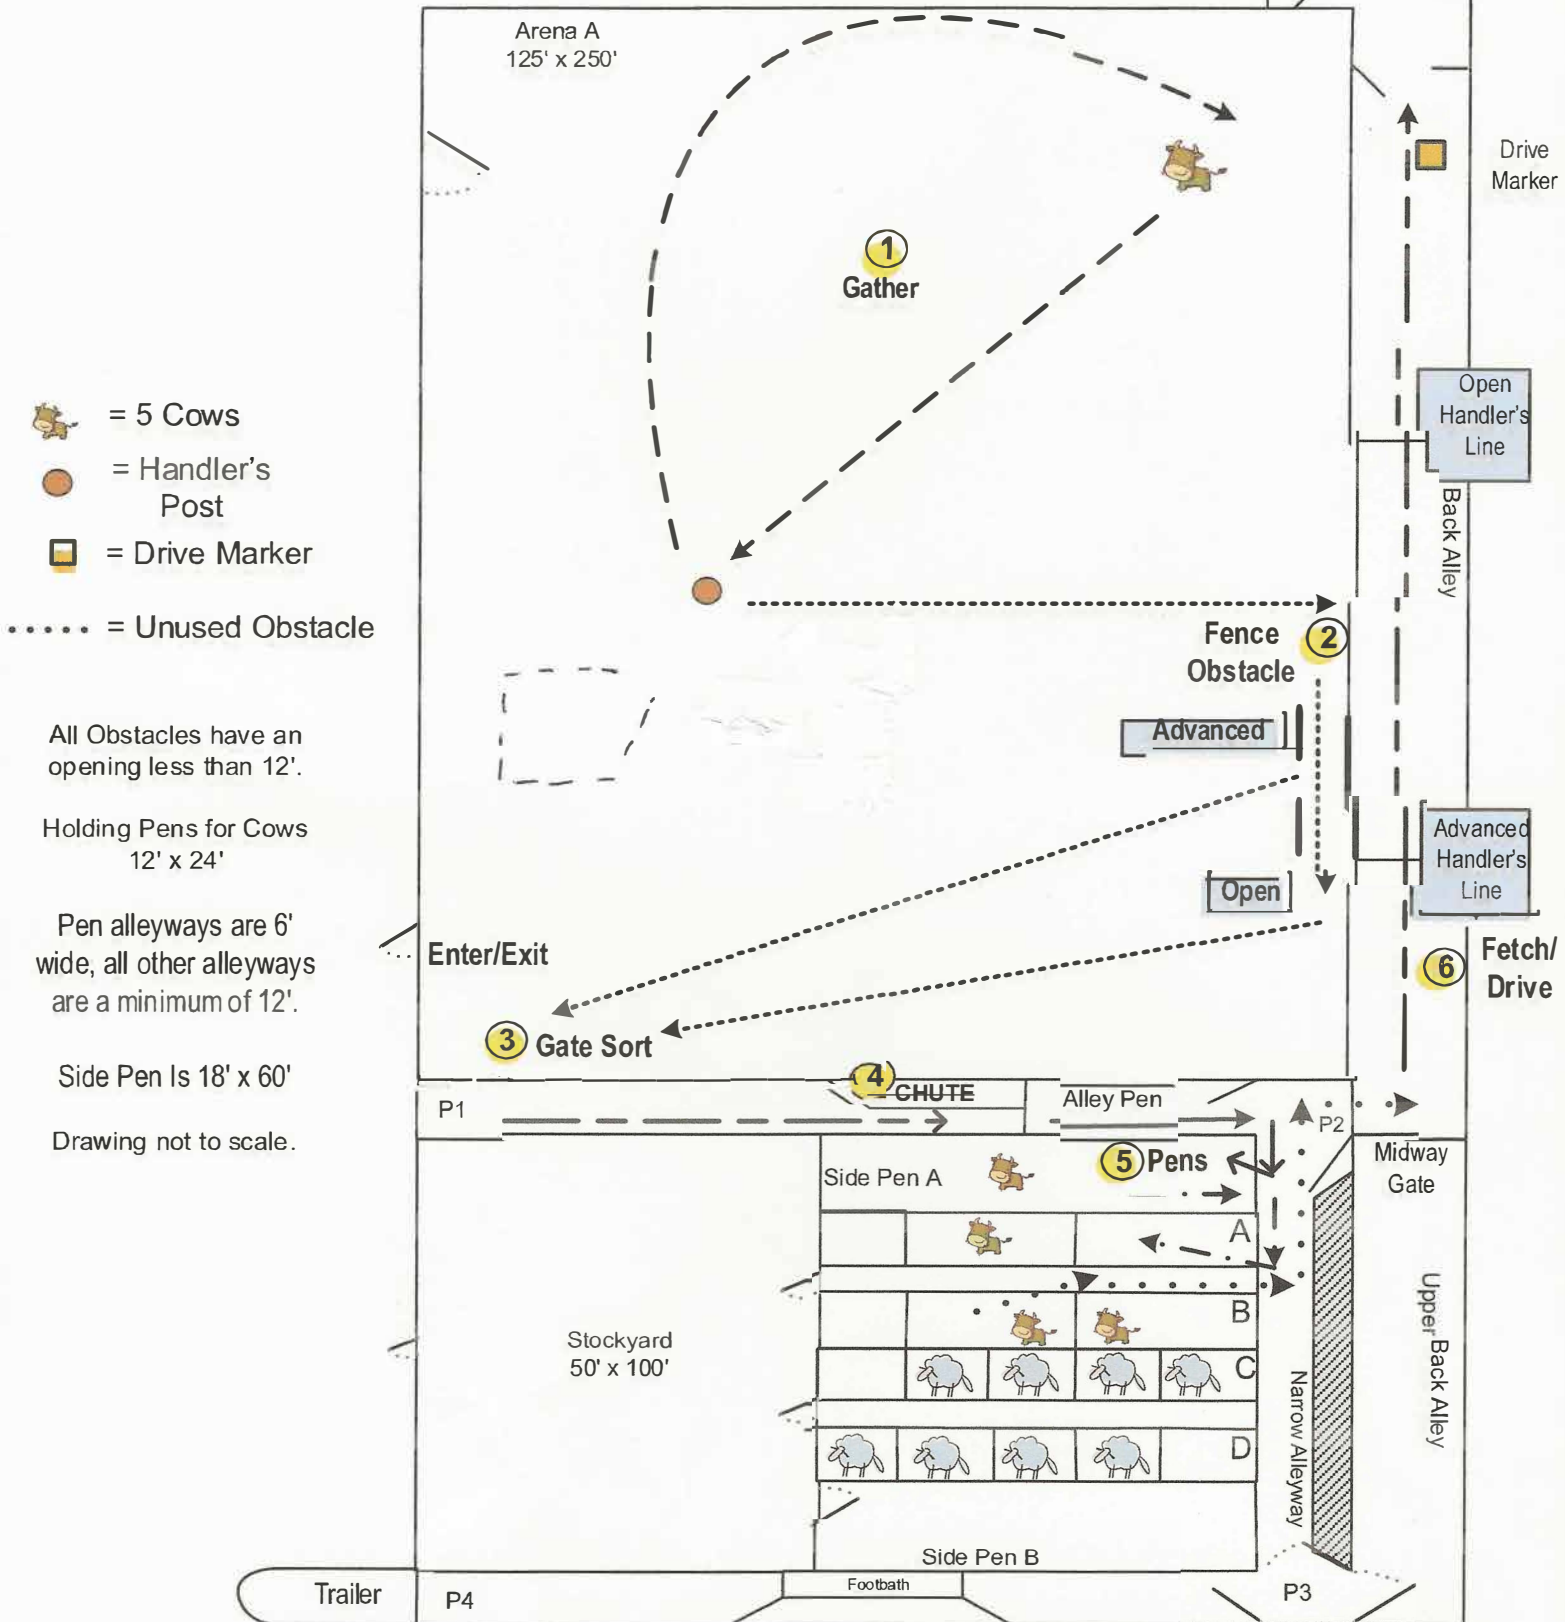 Arena A
125' x 250'
Drive
Marker
1
Gather
Open
Handler's
Line
= 5 Cows
= Handler's
Post
= Drive Marker
= Unused Obstacle
Back Alley
Fence
2
Obstacle
Advanced
All Obstacles have an
opening less than 12'.
Holding Pens for Cows
12' x 24'
Advanced
Handler's
Line
Open
Pen alleyways are 6'
wide, all other alleyways
are a minimum of 12'.
Enter/Exit
6
Fetch/
Drive
3
Gate Sort
Side Pen Is 18' x 60'
4
CHUTE
Alley Pen
P1
P2
Drawing not to scale.
5
Pens
Midway
Gate
Side Pen A
A
B
Stockyard
50' x 100'
C
Upper Back Alley
Narrow Alleyway
D
Side Pen B
Trailer
P4
Footbath
P3